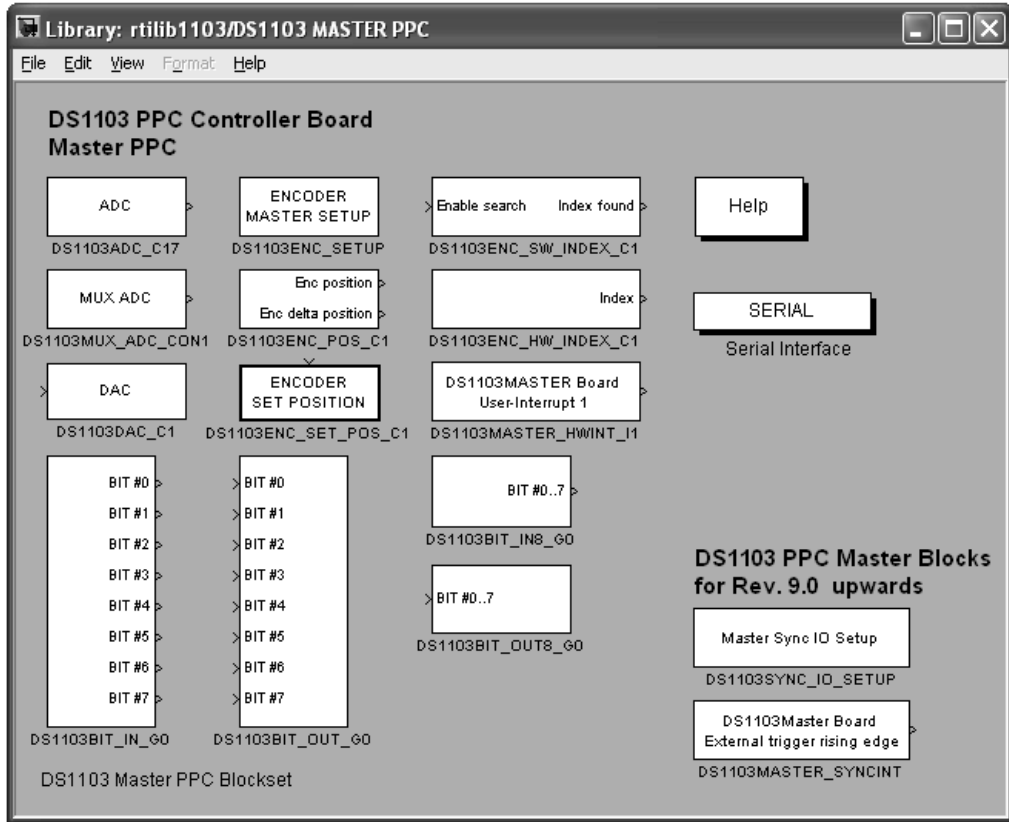 Library: rtilib1103/DS1103 MASTER PPC
File Edit View Format Help
DS1103 PPC Controller Board
Master PPC
ADC
DS1103ADC_C17
ENCODER
MASTER SETUP
DS1103ENC_SETUP
Enable search Index found
DS1103ENC_SW_INDEX_C1
Help
MUX ADC
DS1103MUX_ADC_CON1
Enc position
Enc delta position
DS1103ENC_POS_C1
Index
DS1103ENC_HW_INDEX_C1
SERIAL
Serial Interface
DAC
DS1103DAC_C1
ENCODER
SET POSITION
DS1103ENC_SET_POS_C1
DS1103MASTER Board
User-Interrupt 1
DS1103MASTER_HWINT_I1
BIT #0
BIT #1
BIT #2
BIT #3
BIT #4
BIT #5
BIT #6
BIT #7
DS1103BIT_IN_G0
BIT #0
BIT #1
BIT #2
BIT #3
BIT #4
BIT #5
BIT #6
BIT #7
DS1103BIT_OUT_G0
BIT #0..7
DS1103BIT_IN8_G0
BIT #0..7
DS1103BIT_OUT8_G0
DS1103 PPC Master Blocks
for Rev. 9.0 upwards
Master Sync IO Setup
DS1103SYNC_IO_SETUP
DS1103Master Board
External trigger rising edge
DS1103MASTER_SYNCINT
DS1103 Master PPC Blockset